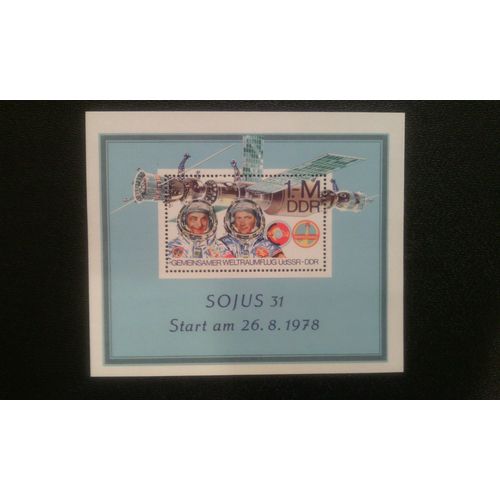 1.-M
DDR
GEMEINSAMER WELTRAUMFLUG UdSSR-DDR
SOJUS 31
Start am 26.8.1978